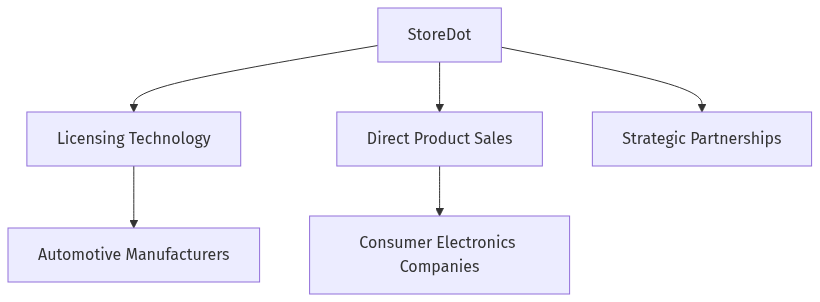 StoreDot
Licensing Technology
Direct Product Sales
Strategic Partnerships
Automotive Manufacturers
Consumer Electronics
Companies